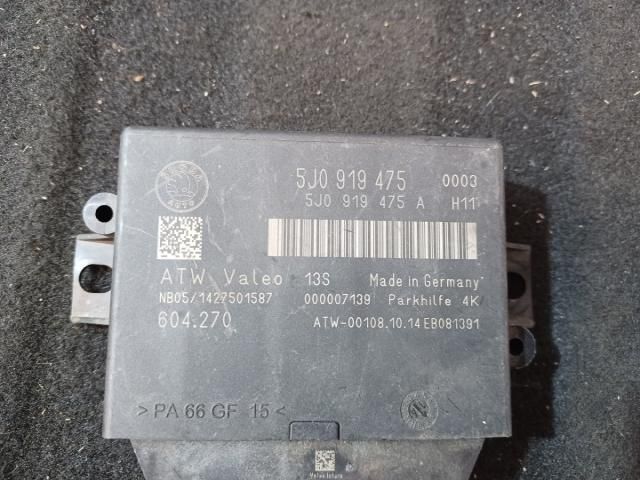 5J0 919 475 0003
5J0 919 475 A H11
ATW Valeo 13S Made in Germany
NB05/1427501587 000007139 Parkhilfe 4K
604.270 ATW-00108.10.14 EB081391
>PA 66 GF 15<